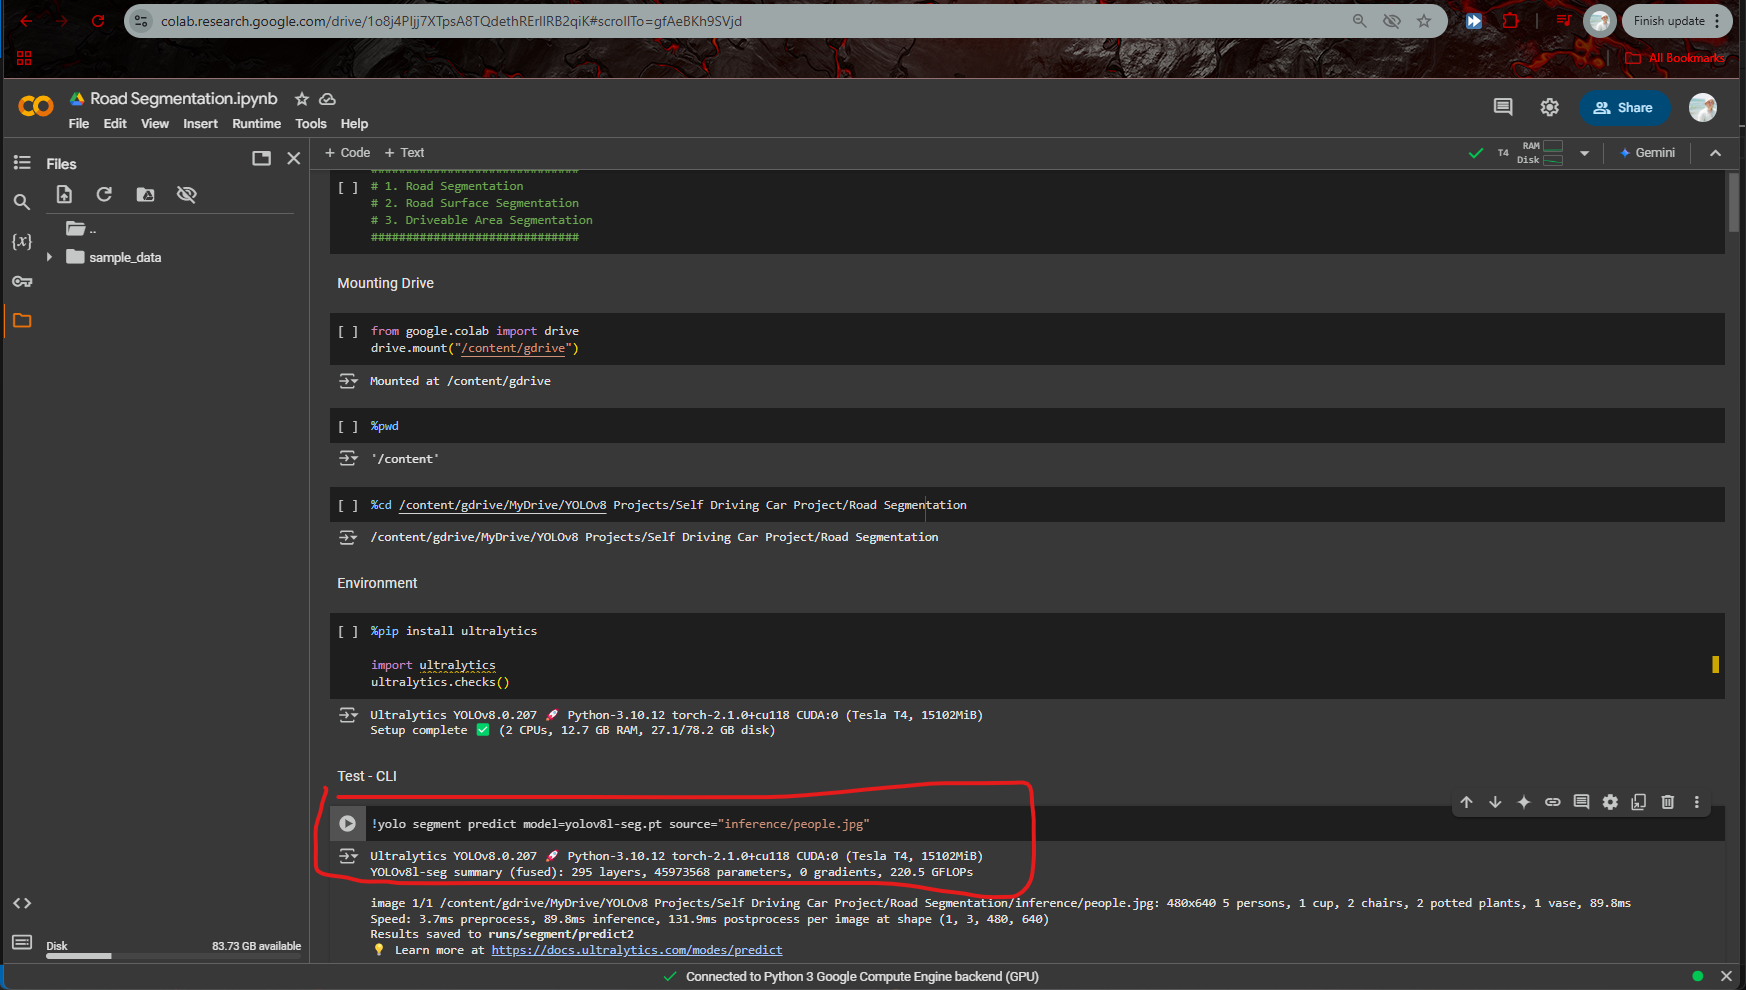 colab.research.google.com/drive/1o8j4PIjj7XTpsA8TQdethRErlIRB2qiK#scrollTo=gfAeBKh9SVjd
Finish update
All Bookmarks
Road Segmentation.ipynb
File Edit View Insert Runtime Tools Help
Share
Files
+ Code + Text
T4
RAM
Disk
Gemini
..
sample_data
[ ] ##############################
# 1. Road Segmentation
# 2. Road Surface Segmentation
# 3. Driveable Area Segmentation
##############################
Mounting Drive
[ ] from google.colab import drive
drive.mount("/content/gdrive")
Mounted at /content/gdrive
[ ] %pwd
'/content'
[ ] %cd /content/gdrive/MyDrive/YOLOv8 Projects/Self Driving Car Project/Road Segmentation
/content/gdrive/MyDrive/YOLOv8 Projects/Self Driving Car Project/Road Segmentation
Environment
[ ] %pip install ultralytics
import ultralytics
ultralytics.checks()
Ultralytics YOLOv8.0.207 🚀 Python-3.10.12 torch-2.1.0+cu118 CUDA:0 (Tesla T4, 15102MiB)
Setup complete ✅ (2 CPUs, 12.7 GB RAM, 27.1/78.2 GB disk)
Test - CLI
!yolo segment predict model=yolov8l-seg.pt source="inference/people.jpg"
Ultralytics YOLOv8.0.207 🚀 Python-3.10.12 torch-2.1.0+cu118 CUDA:0 (Tesla T4, 15102MiB)
YOLOv8l-seg summary (fused): 295 layers, 45973568 parameters, 0 gradients, 220.5 GFLOPs
image 1/1 /content/gdrive/MyDrive/YOLOv8 Projects/Self Driving Car Project/Road Segmentation/inference/people.jpg: 480x640 5 persons, 1 cup, 2 chairs, 2 potted plants, 1 vase, 89.8ms
Speed: 3.7ms preprocess, 89.8ms inference, 131.9ms postprocess per image at shape (1, 3, 480, 640)
Results saved to runs/segment/predict2
💡 Learn more at https://docs.ultralytics.com/modes/predict
Disk
83.73 GB available
Connected to Python 3 Google Compute Engine backend (GPU)